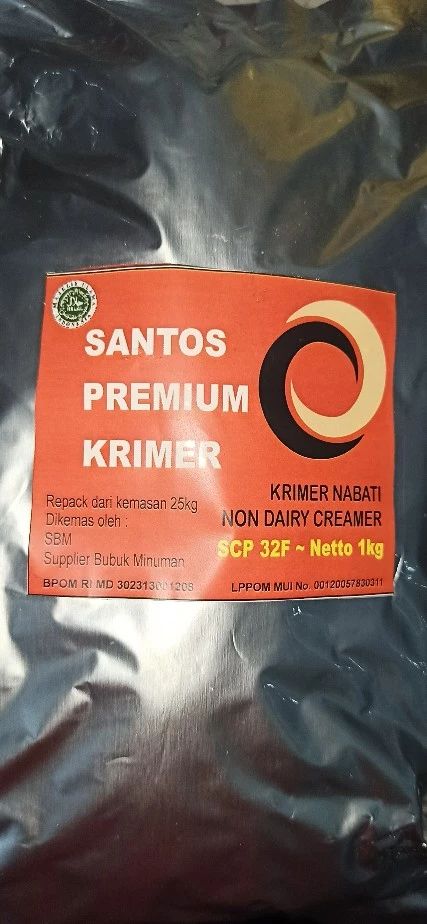 SANTOS
PREMIUM
KRIMER
Repack dari kemasan 25kg
Dikemas oleh :
SBM
Supplier Bubuk Minuman
KRIMER NABATI
NON DAIRY CREAMER
SCP 32F ~ Netto 1kg
BPOM RI MD 302313001208
LPPOM MUI No. 00120057830311